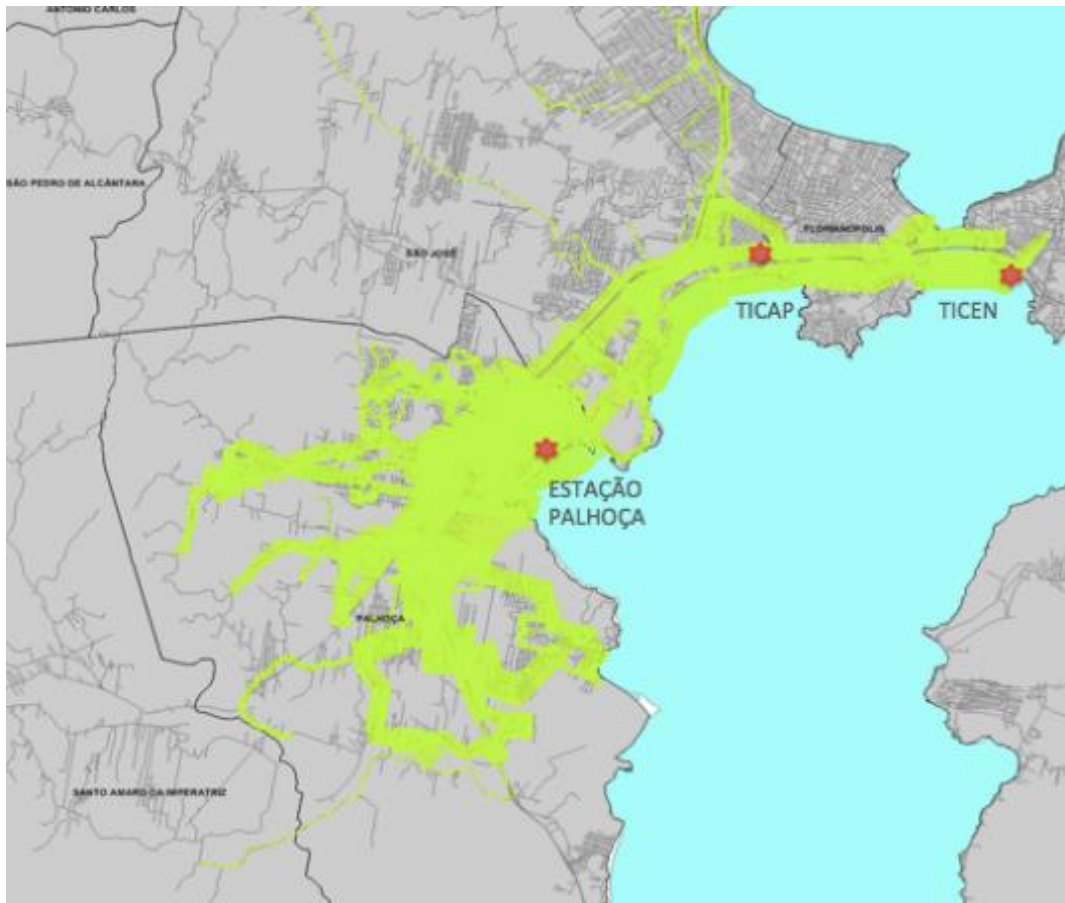 ANTONIO CARLOS
SÃO PEDRO DE ALCÂNTARA
FLORIANÓPOLIS
SÃO JOSÉ
TICAP
TICEN
ESTAÇÃO
PALHOÇA
PALHOÇA
SANTO AMARO DA IMPERATRIZ